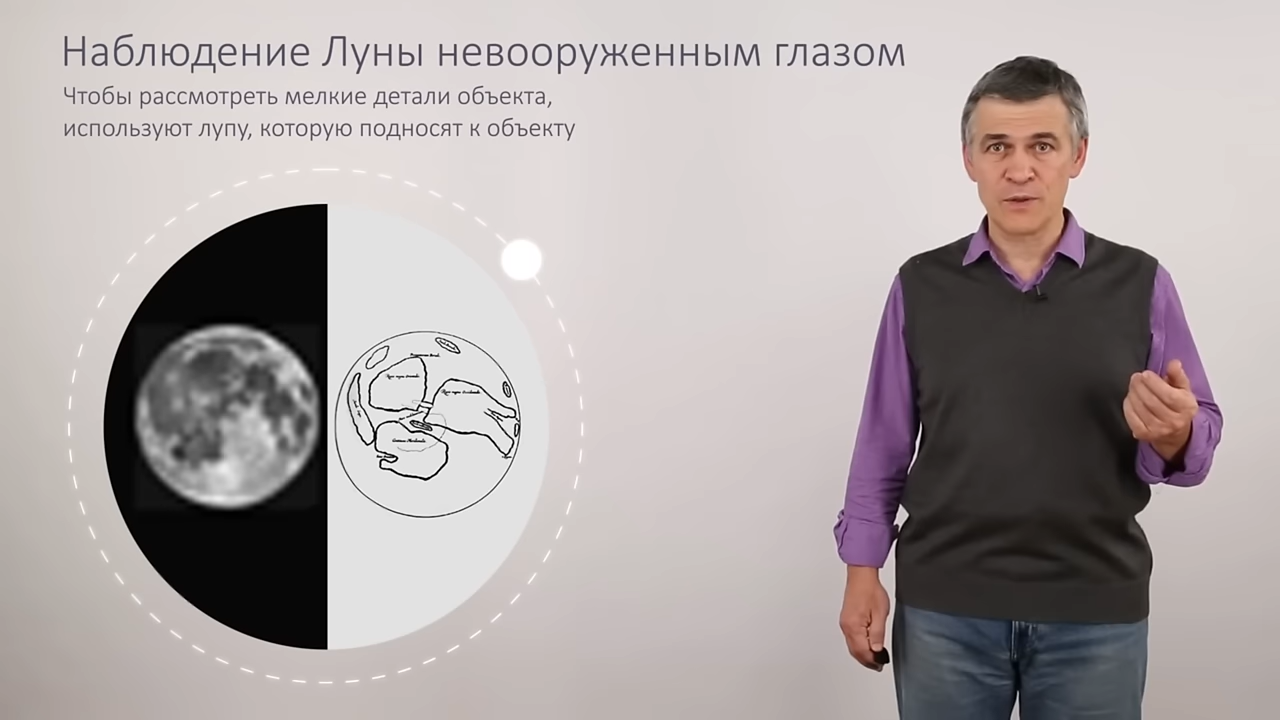 Наблюдение Луны невооруженным глазом
Чтобы рассмотреть мелкие детали объекта,
используют лупу, которую подносят к объекту